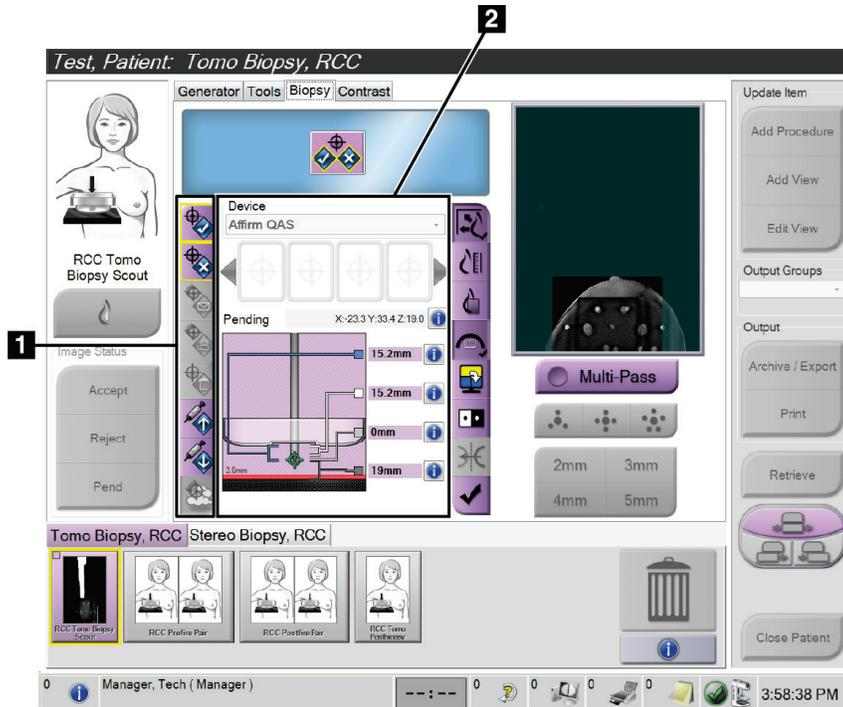 2
Test, Patient: Tomo Biopsy, RCC
Generator Tools Biopsy Contrast
Update Item
Add Procedure
Add View
Edit View
Output Groups
Output
Archive / Export
Print
Retrieve
Close Patient
RCC Tomo
Biopsy Scout
1
Image Status
Accept
Reject
Pend
Device
Affirm QAS
Pending X:-23.3 Y:33.4 Z:19.0
15.2mm
15.2mm
0mm
19mm
3.0mm
Multi-Pass
2mm 3mm
4mm 5mm
Tomo Biopsy, RCC Stereo Biopsy, RCC
RCC Tomo Biopsy
Scout
RCC Prefire Pair
RCC Postfire Pair
RCC Tomo
Postbiopsy
0 Manager, Tech ( Manager ) --:-- 0 0 0 0 3:58:38 PM